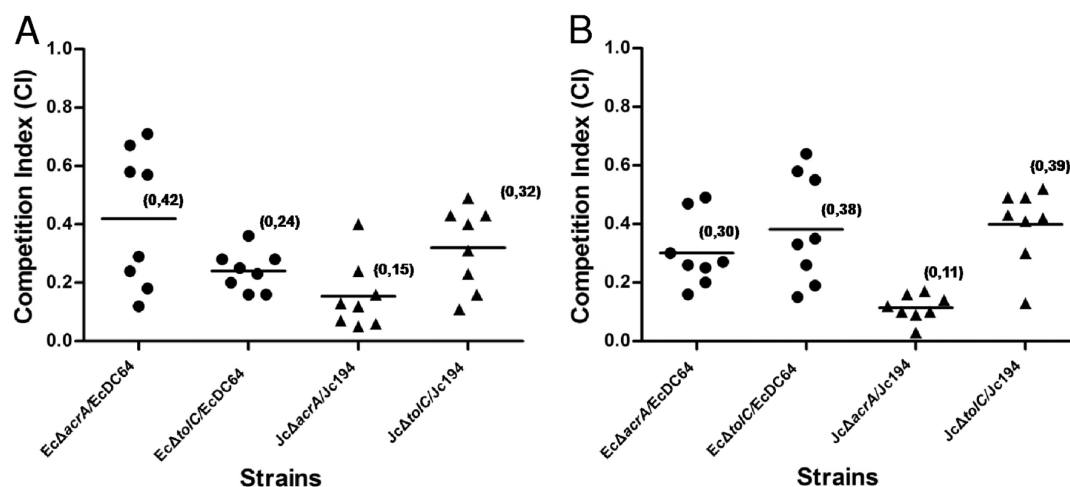 A
Competition Index (CI)
1.0
0.8
0.6
0.4
0.2
0.0
(0,42)
(0,24)
(0,15)
(0,32)
EcΔacrA/EcDC64
EcΔtolC/EcDC64
JcΔacrA/Jc194
JcΔtolC/Jc194
Strains
B
Competition Index (CI)
1.0
0.8
0.6
0.4
0.2
0.0
(0,30)
(0,38)
(0,11)
(0,39)
EcΔacrA/EcDC64
EcΔtolC/EcDC64
JcΔacrA/Jc194
JcΔtolC/Jc194
Strains